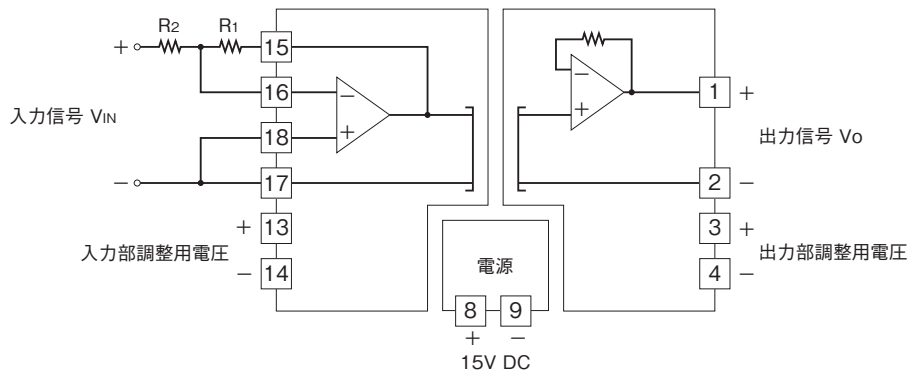 R2 R1
+ 15
16 −
入力信号 VIN
18 +
− 17
+ 13
入力部調整用電圧
− 14
−
+
1 +
出力信号 Vo
2 −
3 +
出力部調整用電圧
4 −
電源
8 9
+ −
15V DC